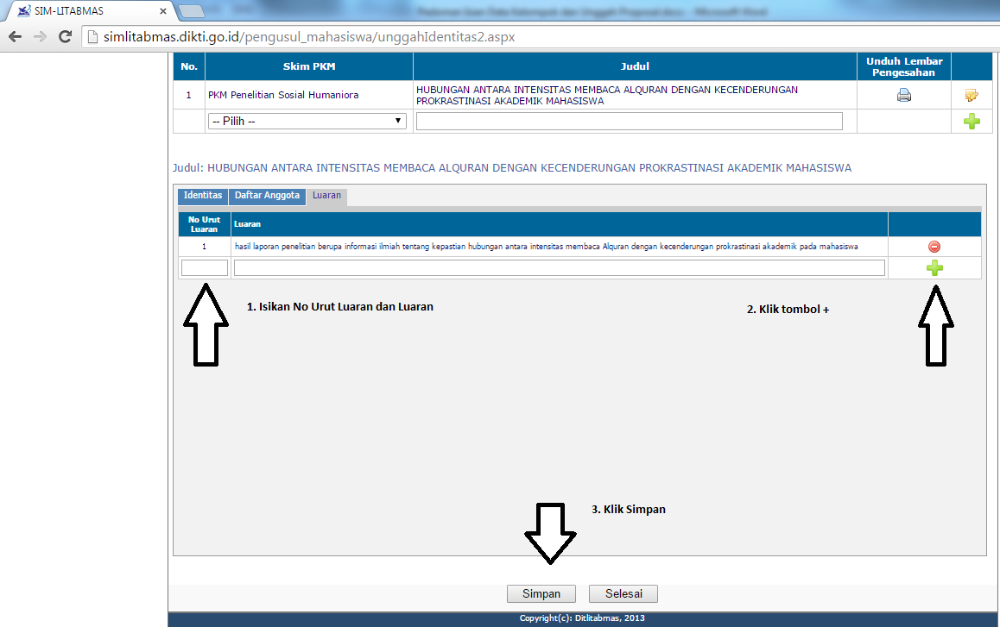 SIM-LITABMAS
Pedoman Isian Data Kelompok dan Unggah Proposal.docx - Microsoft Word
simlitabmas.dikti.go.id/pengusul_mahasiswa/unggahIdentitas2.aspx
No. Skim PKM Judul Unduh Lembar
Pengesahan
1 PKM Penelitian Sosial Humaniora HUBUNGAN ANTARA INTENSITAS MEMBACA ALQURAN DENGAN KECENDERUNGAN
PROKRASTINASI AKADEMIK MAHASISWA
-- Pilih --
Judul: HUBUNGAN ANTARA INTENSITAS MEMBACA ALQURAN DENGAN KECENDERUNGAN PROKRASTINASI AKADEMIK MAHASISWA
Identitas Daftar Anggota Luaran
No Urut
Luaran Luaran
1 hasil laporan penelitian berupa informasi ilmiah tentang kepastian hubungan antara intensitas membaca Alquran dengan kecenderungan prokrastinasi akademik pada mahasiswa
1. Isikan No Urut Luaran dan Luaran
2. Klik tombol +
3. Klik Simpan
Simpan Selesai
Copyright(c): Ditlitabmas, 2013